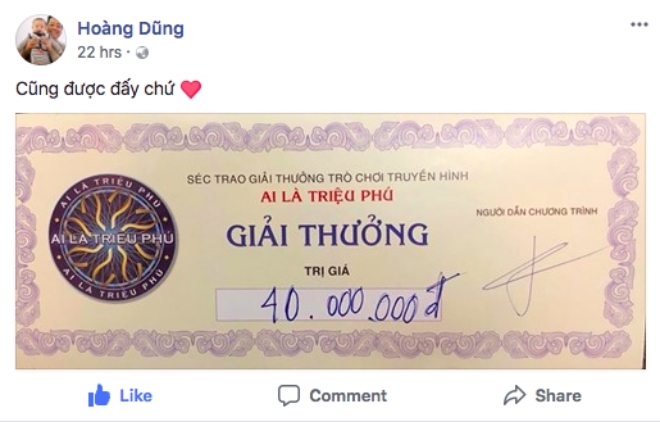 Hoàng Dũng
22 hrs ·
Cũng được đấy chứ ❤
SÉC TRAO GIẢI THƯỞNG TRÒ CHƠI TRUYỀN HÌNH
AI LÀ TRIỆU PHÚ
GIẢI THƯỞNG
TRỊ GIÁ
40.000.000đ
NGƯỜI DẪN CHƯƠNG TRÌNH
AI LÀ TRIỆU PHÚ
AI LÀ TRIỆU PHÚ
AI LÀ TRIỆU PHÚ
Like
Comment
Share